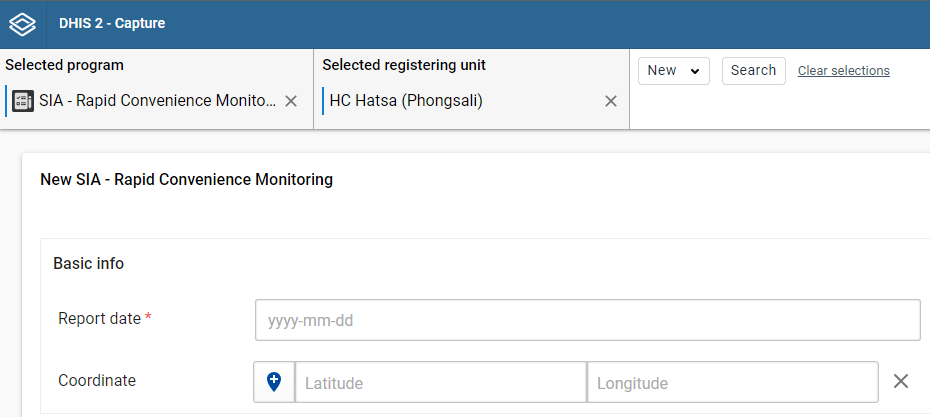 DHIS 2 - Capture
Selected program
SIA - Rapid Convenience Monito...
Selected registering unit
HC Hatsa (Phongsali)
New
Search
Clear selections
New SIA - Rapid Convenience Monitoring
Basic info
Report date *
yyyy-mm-dd
Coordinate
Latitude
Longitude